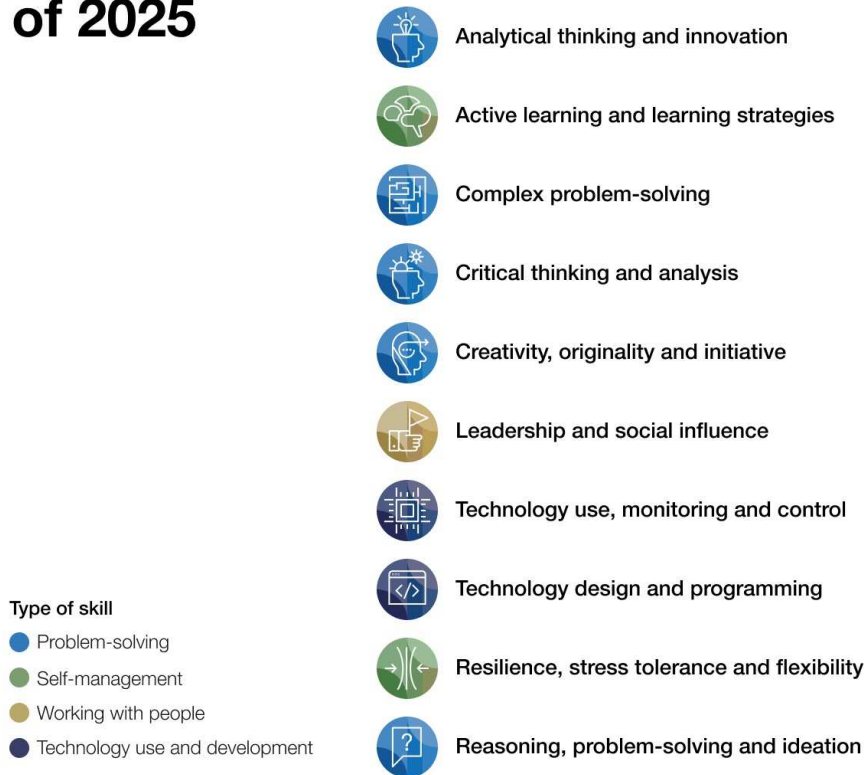 of 2025
Analytical thinking and innovation
Active learning and learning strategies
Complex problem-solving
Critical thinking and analysis
Creativity, originality and initiative
Leadership and social influence
Technology use, monitoring and control
Technology design and programming
Resilience, stress tolerance and flexibility
Reasoning, problem-solving and ideation
Type of skill
Problem-solving
Self-management
Working with people
Technology use and development